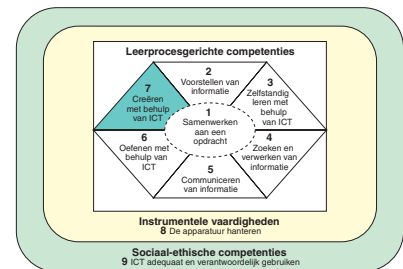 Leerprocesgerichte competenties
2
Voorstellen van
informatie
3
Zelfstandig
leren met
behulp
van ICT
4
Zoeken en
verwerken van
informatie
5
Communiceren
van informatie
6
Oefenen met
behulp van
ICT
7
Creëren
met behulp
van ICT
1
Samenwerken
aan een
opdracht
Instrumentele vaardigheden
8 De apparatuur hanteren
Sociaal-ethische competenties
9 ICT adequaat en verantwoordelijk gebruiken